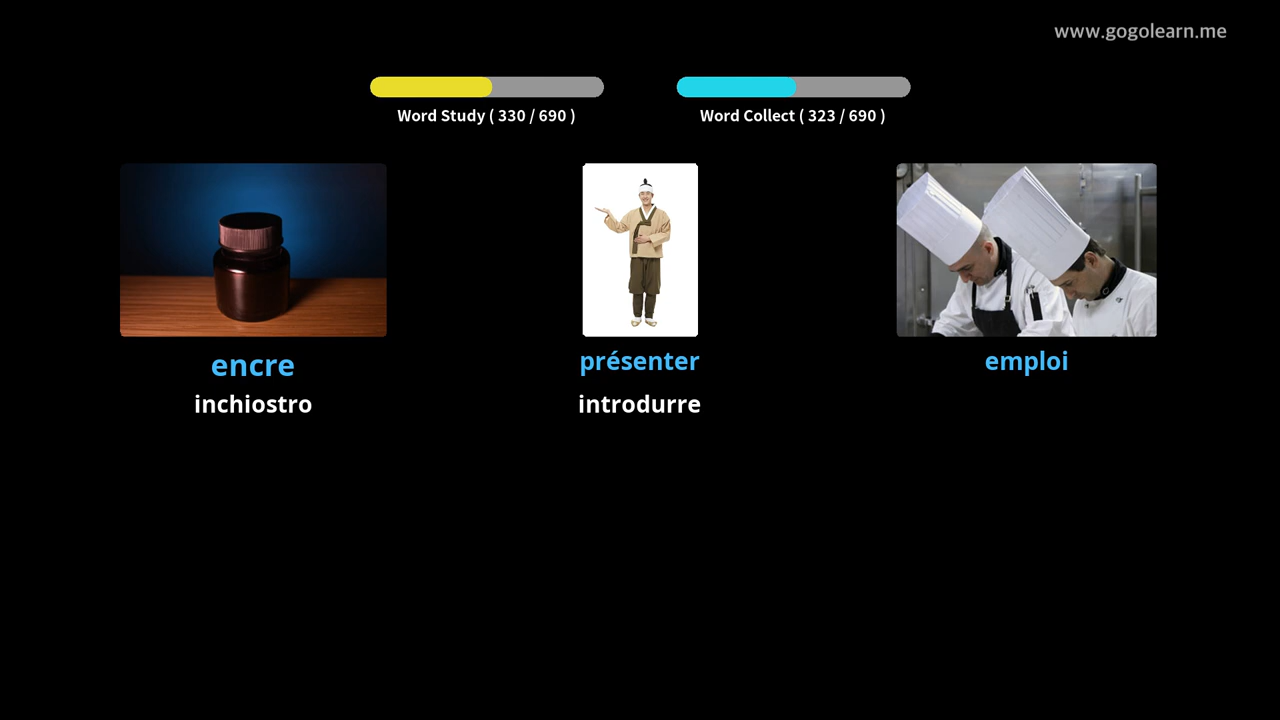 www.gogolearn.me
Word Study ( 330 / 690 )
Word Collect ( 323 / 690 )
encre
présenter
emploi
inchiostro
introdurre